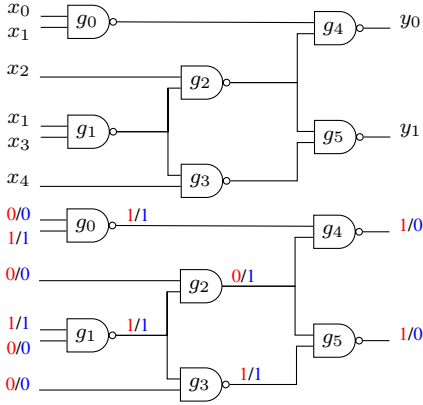 x₀
x₁
g₀
g₄
y₀
x₂
g₂
x₁
x₃
g₁
g₅
y₁
x₄
g₃
0/0
1/1
g₀
1/1
g₄
1/0
0/0
g₂
0/1
1/1
0/0
g₁
1/1
g₅
1/0
0/0
g₃
1/1